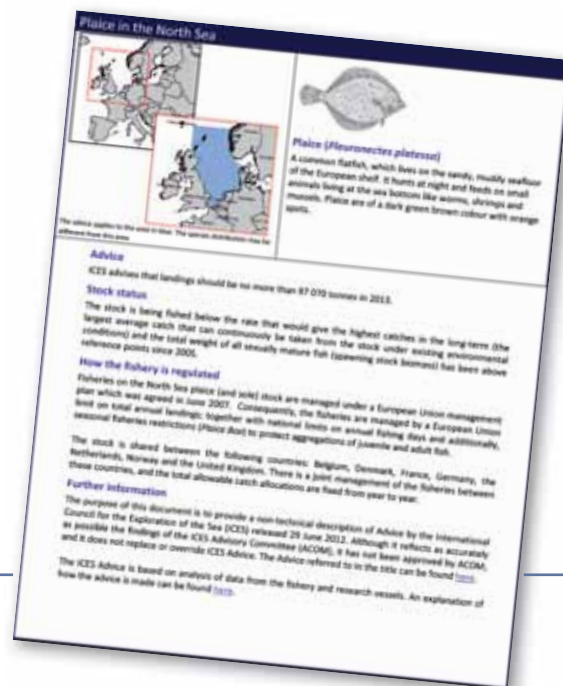 Plaice in the North Sea
The advice applies to the area in blue. The species distribution may be
different from this area.
Plaice (Pleuronectes platessa)
A common flatfish, which lives on the sandy, muddy seafloor
of the European shelf. It hunts at night and feeds on small
animals living at the sea bottom like worms, shrimps and
mussels. Plaice are of a dark green brown colour with orange
spots.
Advice
ICES advises that landings should be no more than 97 070 tonnes in 2013.
Stock status
The stock is being fished below the rate that would give the highest catches in the long-term (the
largest average catch that can continuously be taken from the stock under existing environmental
conditions) and the total weight of all sexually mature fish (spawning stock biomass) has been above
reference points since 2005.
How the fishery is regulated
Fisheries on the North Sea plaice (and sole) stock are managed under a European Union management
plan which was agreed in June 2007. Consequently, the fisheries are managed by a European Union
limit on total annual landings; together with national limits on annual fishing days and additionally,
seasonal fisheries restrictions (Plaice Box) to protect aggregations of juvenile and adult fish.
The stock is shared between the following countries: Belgium, Denmark, France, Germany, the
Netherlands, Norway and the United Kingdom. There is a joint management of the fisheries between
these countries, and the total allowable catch allocations are fixed from year to year.
Further information
The purpose of this document is to provide a non-technical description of Advice by the International
Council for the Exploration of the Sea (ICES) released 29 June 2012. Although it reflects as accurately
as possible the findings of the ICES Advisory Committee (ACOM), it has not been approved by ACOM;
and it does not replace or override ICES Advice. The Advice referred to in the title can be found here.
The ICES Advice is based on analysis of data from the fishery and research vessels. An explanation of
how the advice is made can be found here.